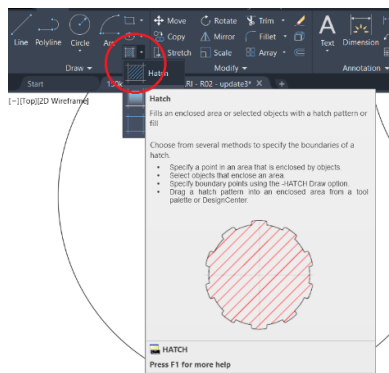 Move Rotate Trim
Line Polyline Circle Arc Copy Mirror Fillet Text Dimension
Stretch Scale Array
Draw Modify Annotation
Hatch
Start RI - R02 - update3*
[−][Top][2D Wireframe]
Hatch
Fills an enclosed area or selected objects with a hatch pattern or
fill
Choose from several methods to specify the boundaries of a
hatch.
• Specify a point in an area that is enclosed by objects.
• Select objects that enclose an area.
• Specify boundary points using the -HATCH Draw option.
• Drag a hatch pattern into an enclosed area from a tool
palette or DesignCenter.
HATCH
Press F1 for more help